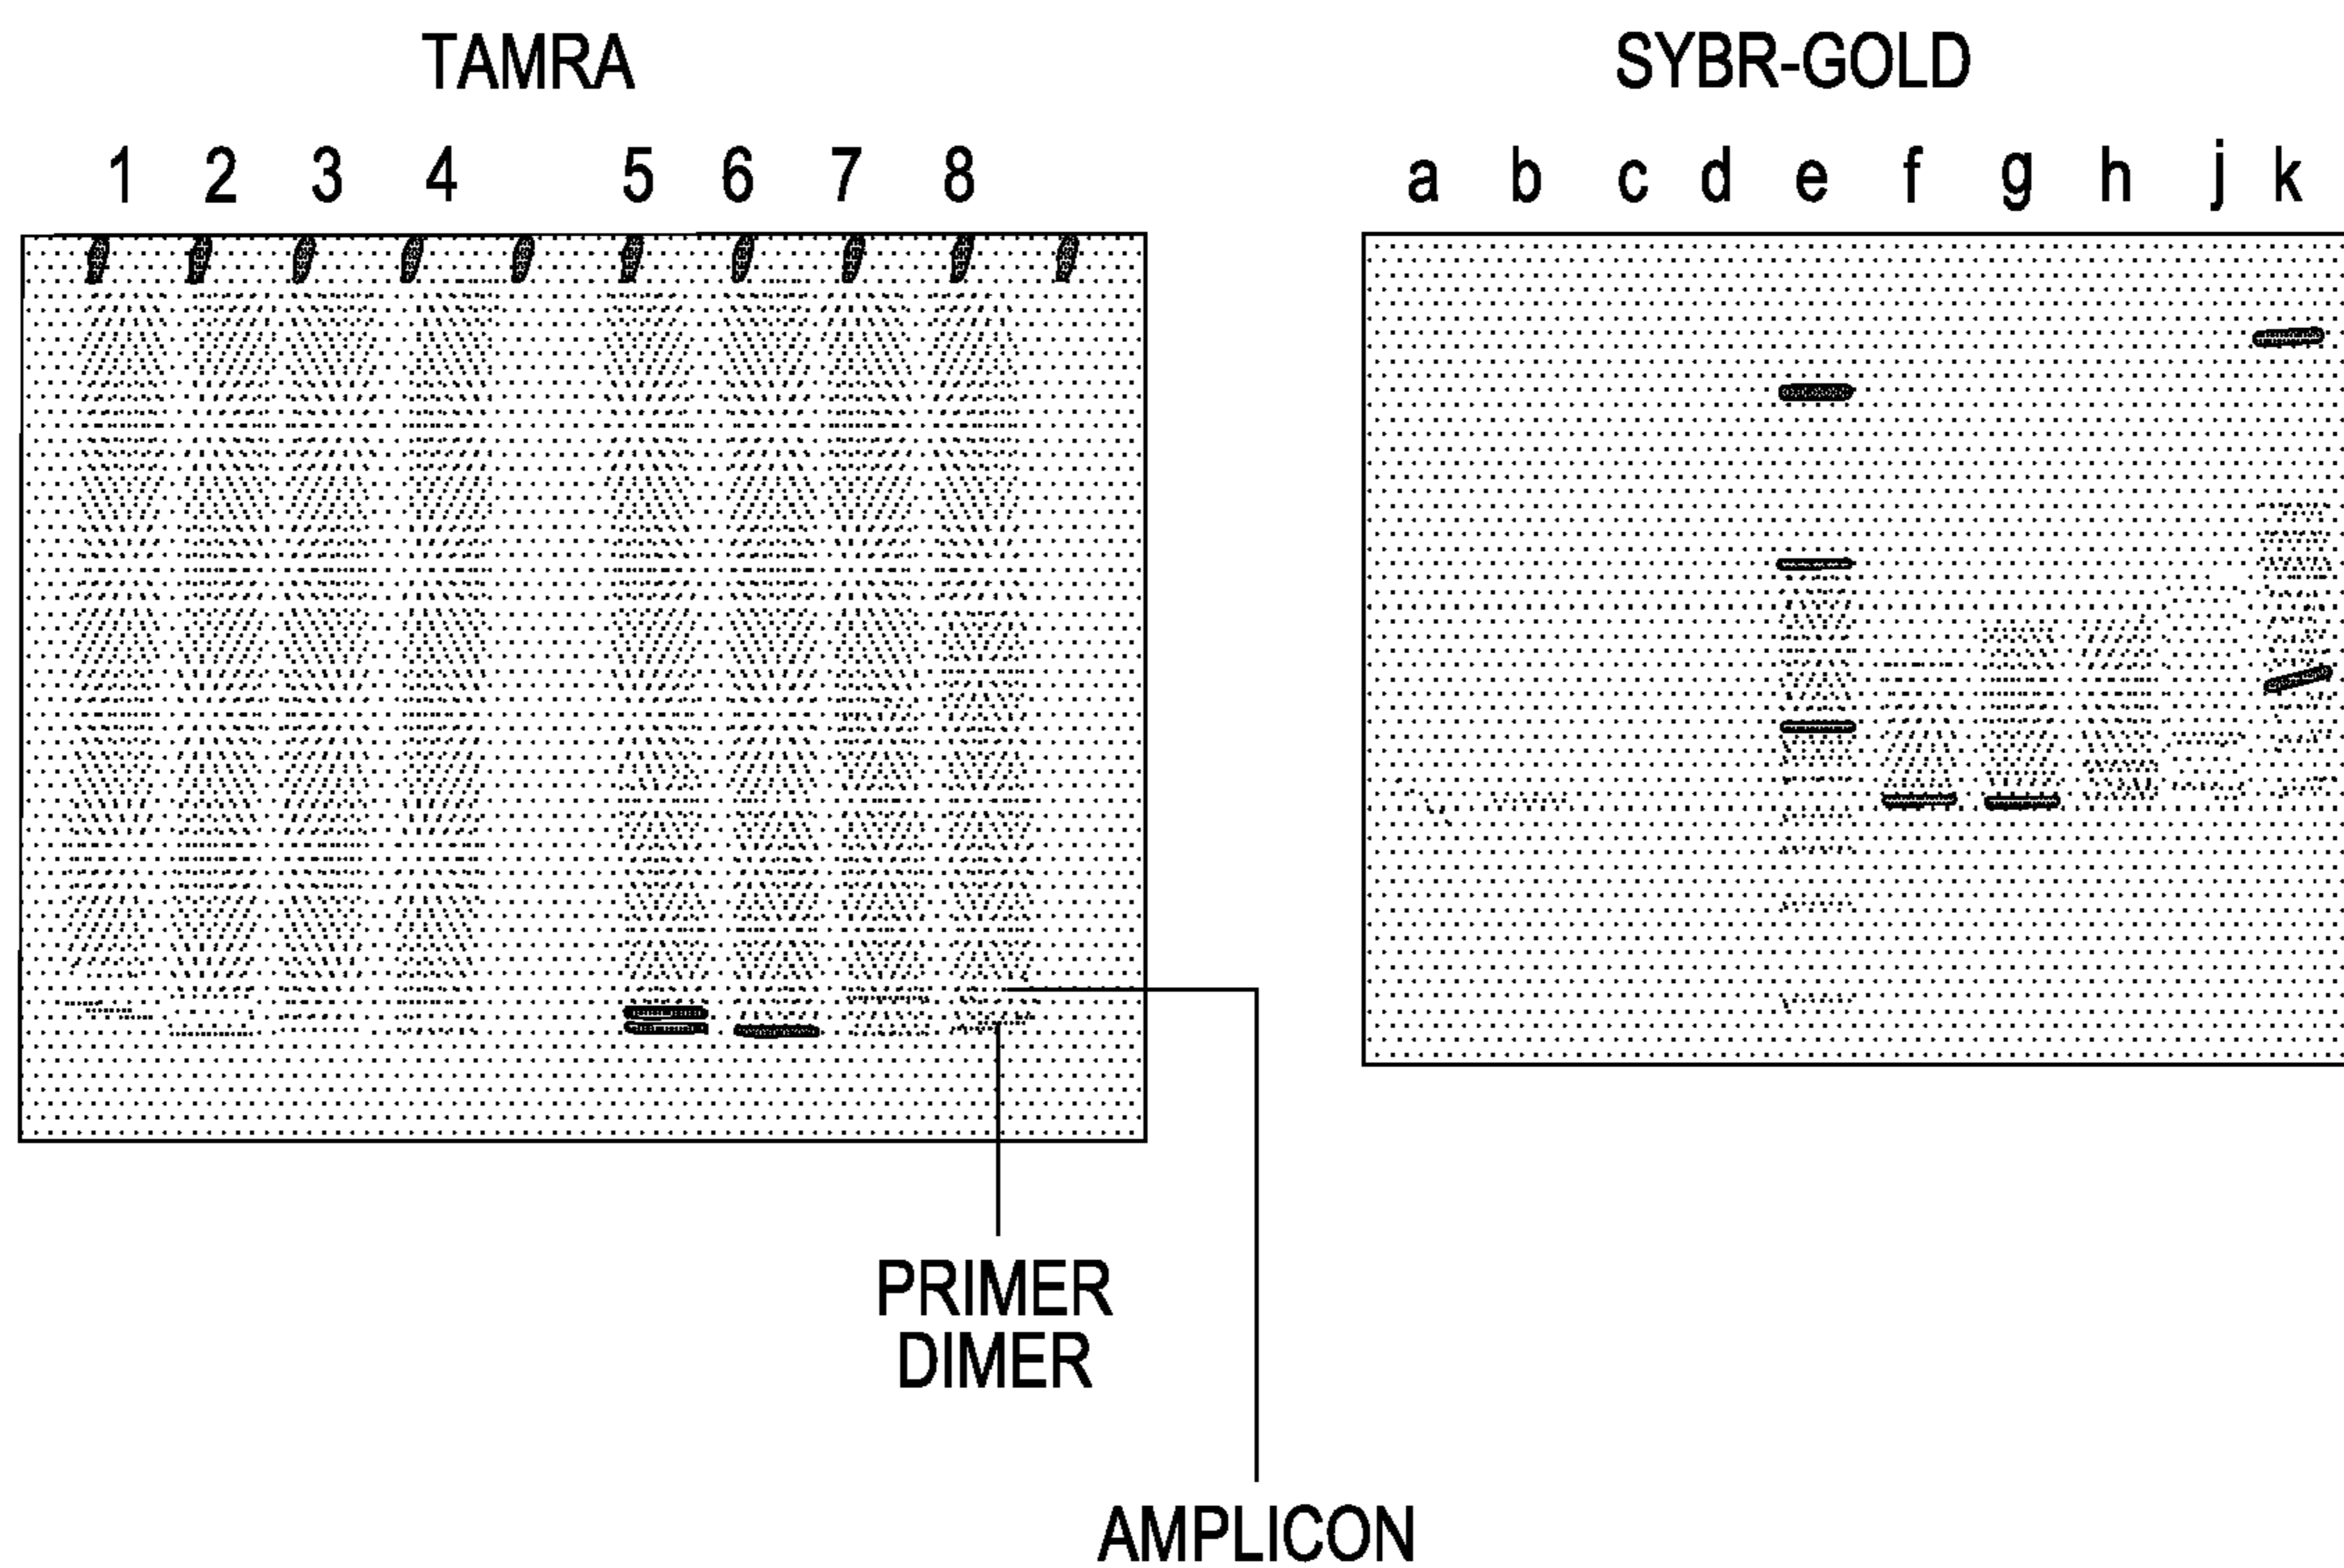 TAMRA
1 2 3 4 5 6 7 8
SYBR-GOLD
a b c d e f g h j k
PRIMER
DIMER
AMPLICON